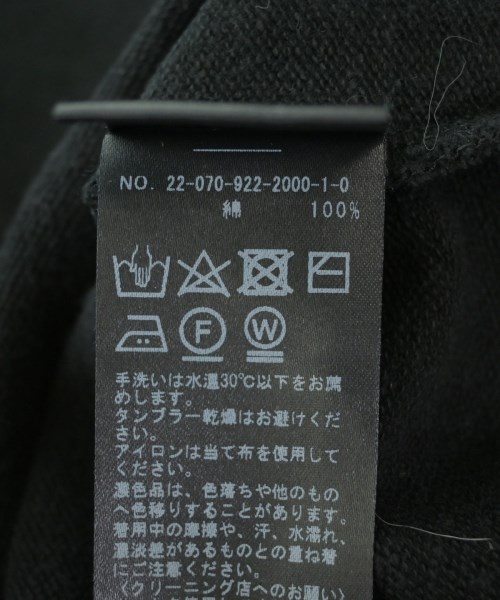 NO. 22-070-922-2000-1-0
綿 100%
F W
手洗いは水温30℃以下をお薦
めします。
タンブラー乾燥はお避けくだ
さい。
アイロンは当て布を使用して
ください。
濃色品は、色落ちや他のもの
へ色移りすることがあります。
着用中の摩擦や、汗、水濡れ、
濃淡差があるものとの重ね着
にご注意ください。
〈クリーニング店へのお願い〉